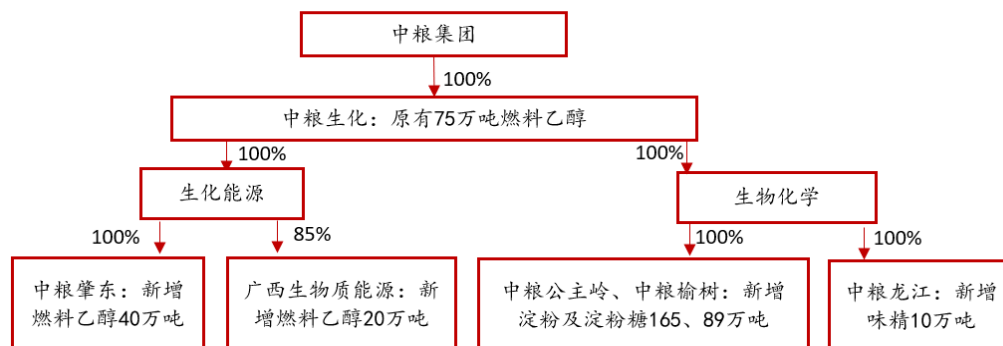 中粮集团
100%
中粮生化：原有75万吨燃料乙醇
100%
100%
生化能源
生物化学
100%
85%
100%
100%
中粮肇东：新增
燃料乙醇40万吨
广西生物质能源：新
增燃料乙醇20万吨
中粮公主岭、中粮榆树：新增
淀粉及淀粉糖165、89万吨
中粮龙江：新增
味精10万吨